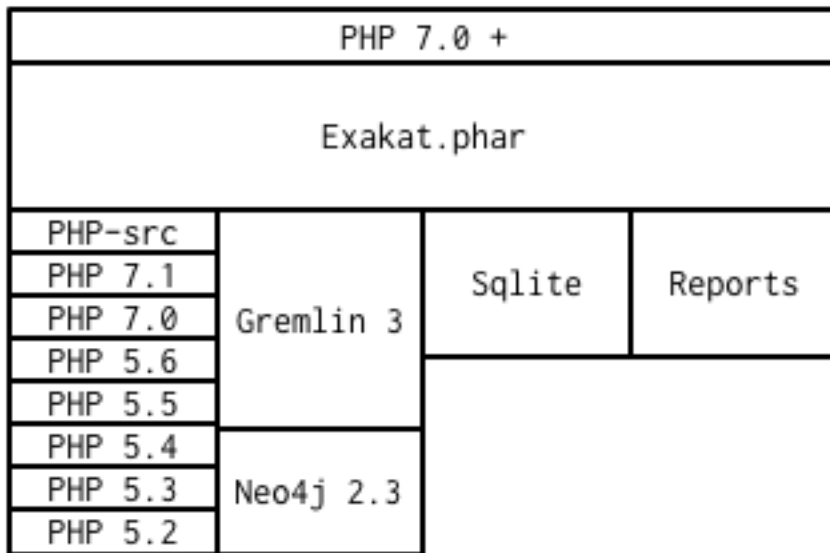 PHP 7.0 +
Exakat.phar
PHP-src
PHP 7.1
PHP 7.0
PHP 5.6
PHP 5.5
PHP 5.4
PHP 5.3
PHP 5.2
Gremlin 3
Neo4j 2.3
Sqlite
Reports